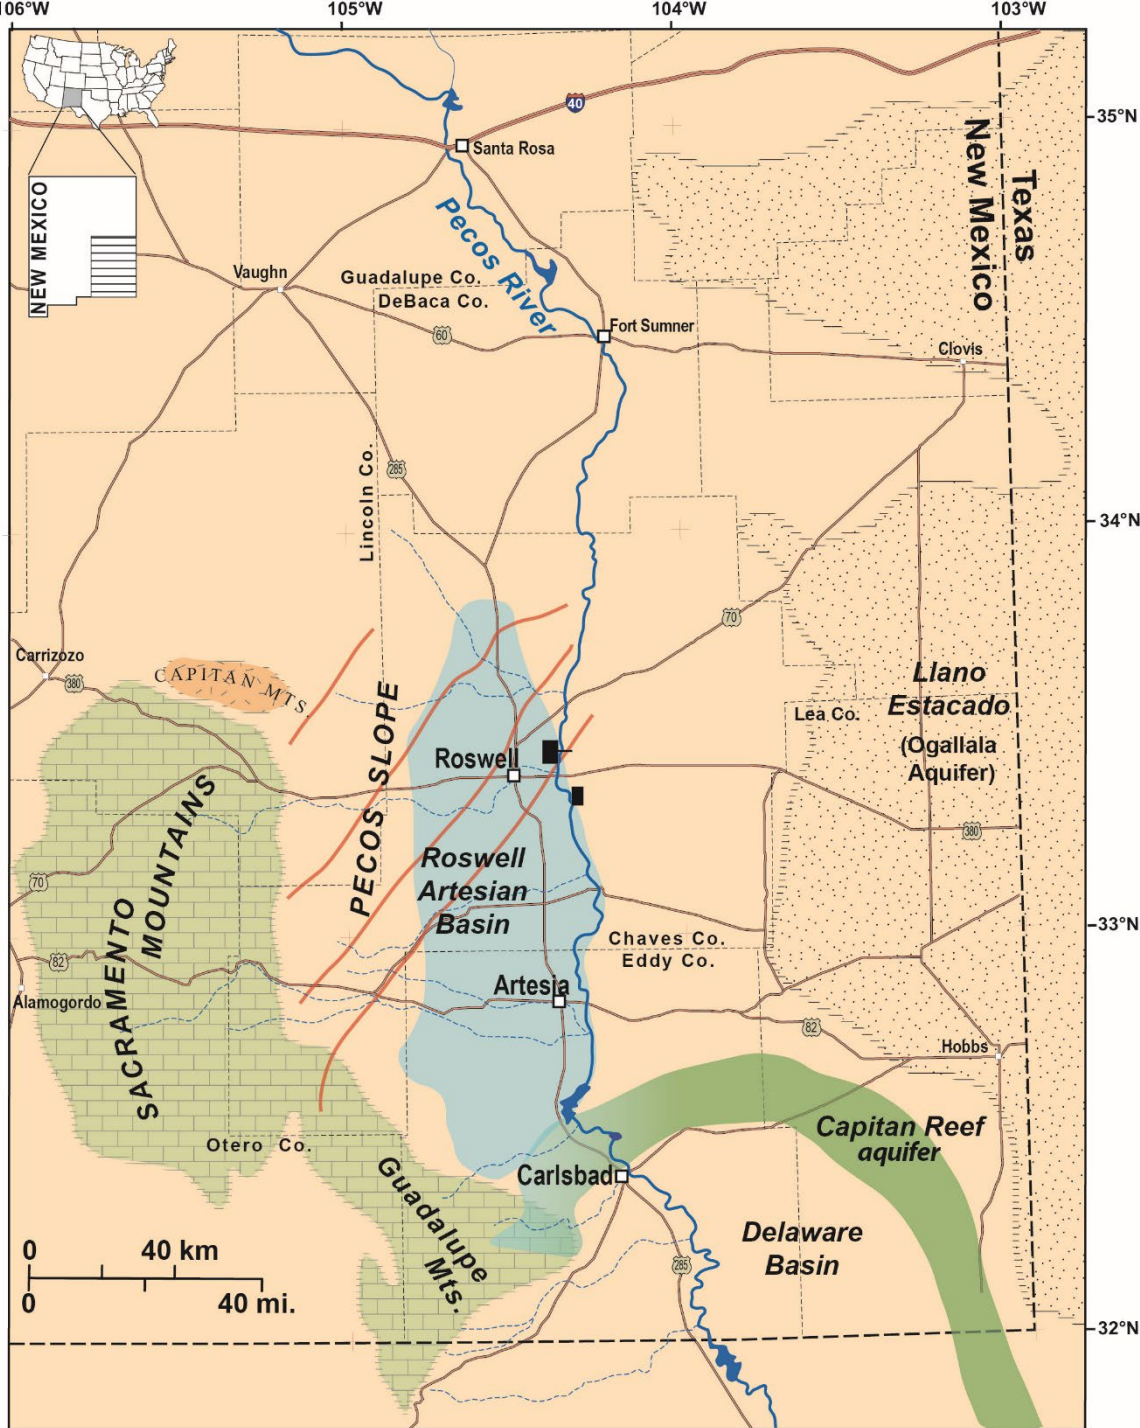 106°W
105°W
104°W
103°W
40
35°N
Santa Rosa
Texas
New Mexico
NEW MEXICO
Pecos River
Vaughn
Guadalupe Co.
DeBaca Co.
60
Fort Sumner
Clovis
Lincoln Co.
285
34°N
70
Carrizozo
380
CAPITAN MTS.
PECOS SLOPE
Llano
Estacado
(Ogallala
Aquifer)
Lea Co.
Roswell
380
SACRAMENTO
MOUNTAINS
70
Roswell
Artesian
Basin
33°N
Chaves Co.
Eddy Co.
82
Alamogordo
Artesia
82
Hobbs
Otero Co.
Capitan Reef
aquifer
Guadalupe
Mts.
Carlsbad
Delaware
Basin
285
0 40 km
0 40 mi.
32°N